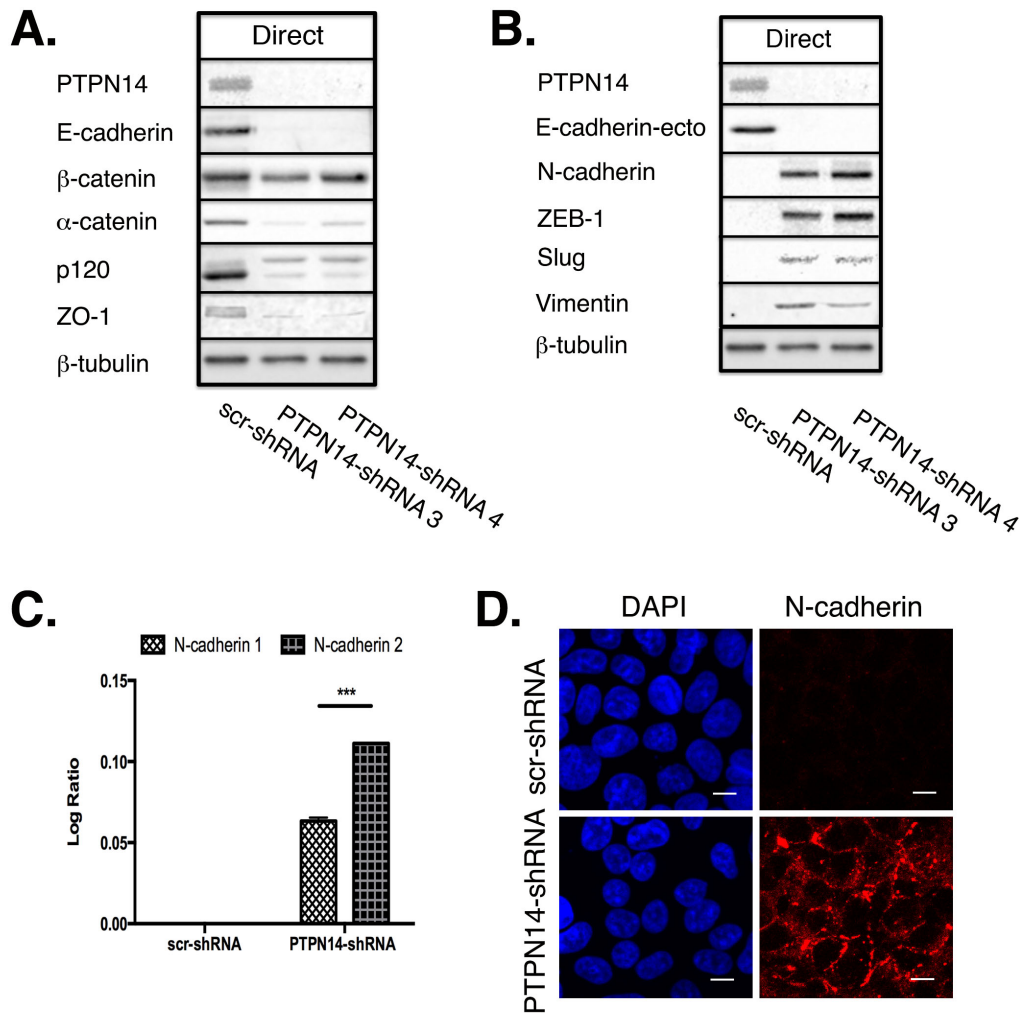 A.
Direct
PTPN14
E-cadherin
β-catenin
α-catenin
p120
ZO-1
β-tubulin
scr-shRNA
PTPN14-shRNA 3
PTPN14-shRNA 4
B.
Direct
PTPN14
E-cadherin-ecto
N-cadherin
ZEB-1
Slug
Vimentin
β-tubulin
scr-shRNA
PTPN14-shRNA 3
PTPN14-shRNA 4
C.
N-cadherin 1 N-cadherin 2
Log Ratio
0.15
0.10
0.05
0.00
***
scr-shRNA PTPN14-shRNA
D.
DAPI N-cadherin
scr-shRNA
PTPN14-shRNA